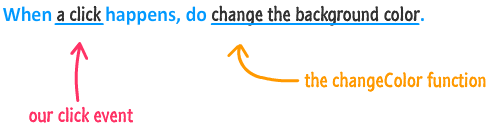 When a click happens, do change the background color.
the changeColor function
our click event